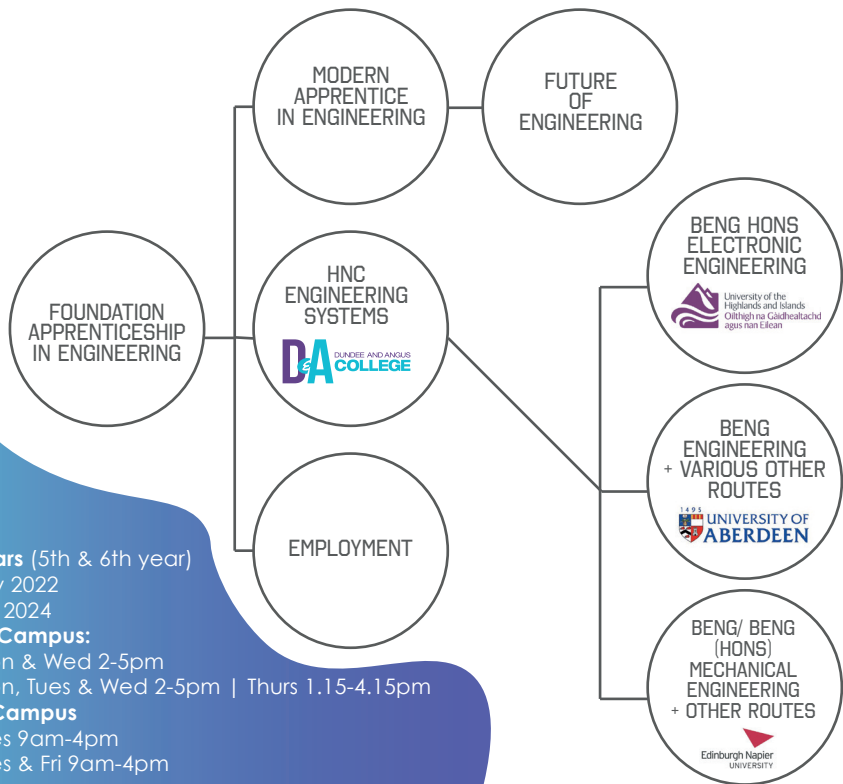 MODERN
APPRENTICE
IN ENGINEERING
FUTURE
OF
ENGINEERING
FOUNDATION
APPRENTICESHIP
IN ENGINEERING
HNC
ENGINEERING
SYSTEMS
D&A DUNDEE AND ANGUS
COLLEGE
EMPLOYMENT
BENG HONS
ELECTRONIC
ENGINEERING
University of the
Highlands and Islands
Oilthigh na Gàidhealtachd
agus nan Eilean
BENG
ENGINEERING
+ VARIOUS OTHER
ROUTES
1495
UNIVERSITY OF
ABERDEEN
BENG/ BENG
(HONS)
MECHANICAL
ENGINEERING
+ OTHER ROUTES
Edinburgh Napier
UNIVERSITY
(5th & 6th year)
2022
2024
Campus:
& Wed 2-5pm
Tues & Wed 2-5pm | Thurs 1.15-4.15pm
Campus
9am-4pm
& Fri 9am-4pm